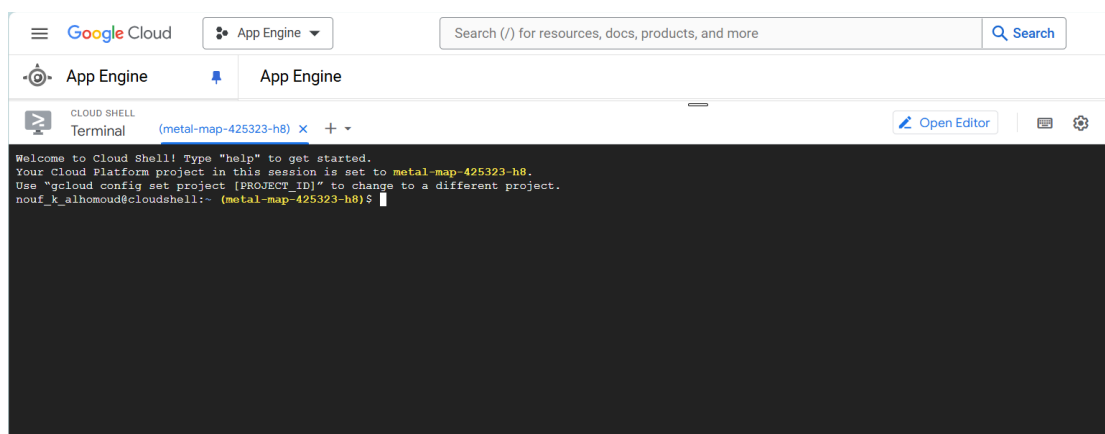 Google Cloud
App Engine
Search (/) for resources, docs, products, and more
Search
App Engine
App Engine
CLOUD SHELL
Terminal
(metal-map-425323-h8)
Open Editor
Welcome to Cloud Shell! Type "help" to get started.
Your Cloud Platform project in this session is set to metal-map-425323-h8.
Use “gcloud config set project [PROJECT_ID]” to change to a different project.
nouf_k_alhomoud@cloudshell:~ (metal-map-425323-h8)$